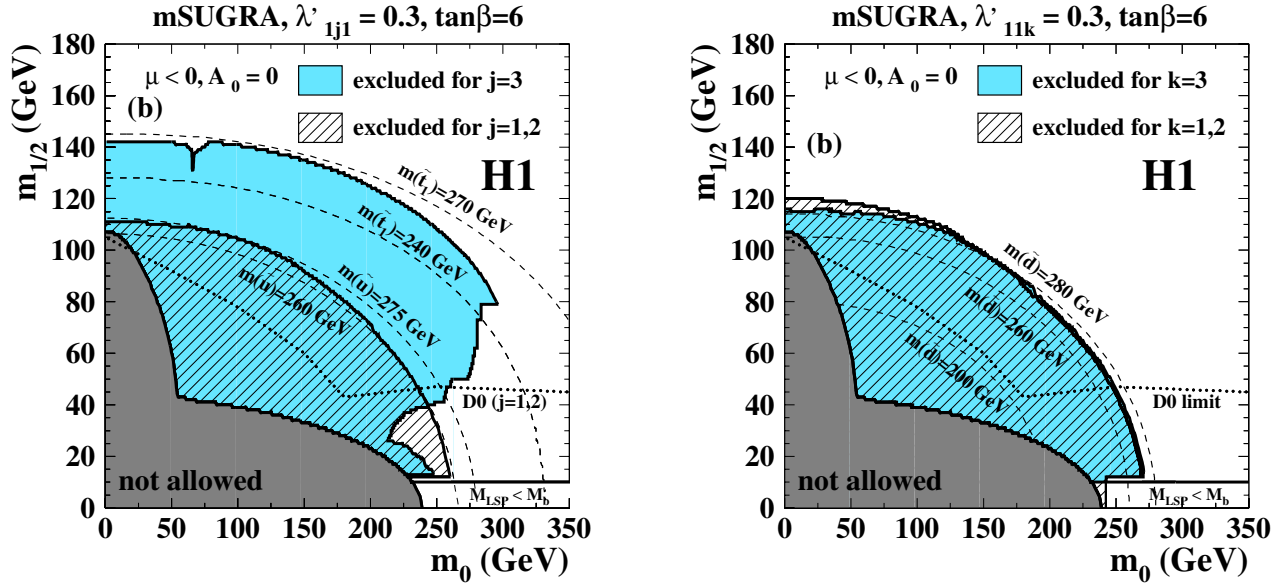 mSUGRA, λ’1j1 = 0.3, tanβ=6
m1/2 (GeV)
180
160
140
120
100
80
60
40
20
0
μ < 0, A0 = 0
(b)
excluded for j=3
excluded for j=1,2
H1
m(t̃1)=270 GeV
m(t̃1)=240 GeV
m(ũ)=275 GeV
m(ũ)=260 GeV
D0 (j=1,2)
not allowed
MLSP < Mb
0 50 100 150 200 250 300 350
m0 (GeV)
mSUGRA, λ’11k = 0.3, tanβ=6
m1/2 (GeV)
180
160
140
120
100
80
60
40
20
0
μ < 0, A0 = 0
(b)
excluded for k=3
excluded for k=1,2
H1
m(d̃)=280 GeV
m(d̃)=260 GeV
m(d̃)=200 GeV
D0 limit
not allowed
MLSP < Mb
0 50 100 150 200 250 300 350
m0 (GeV)